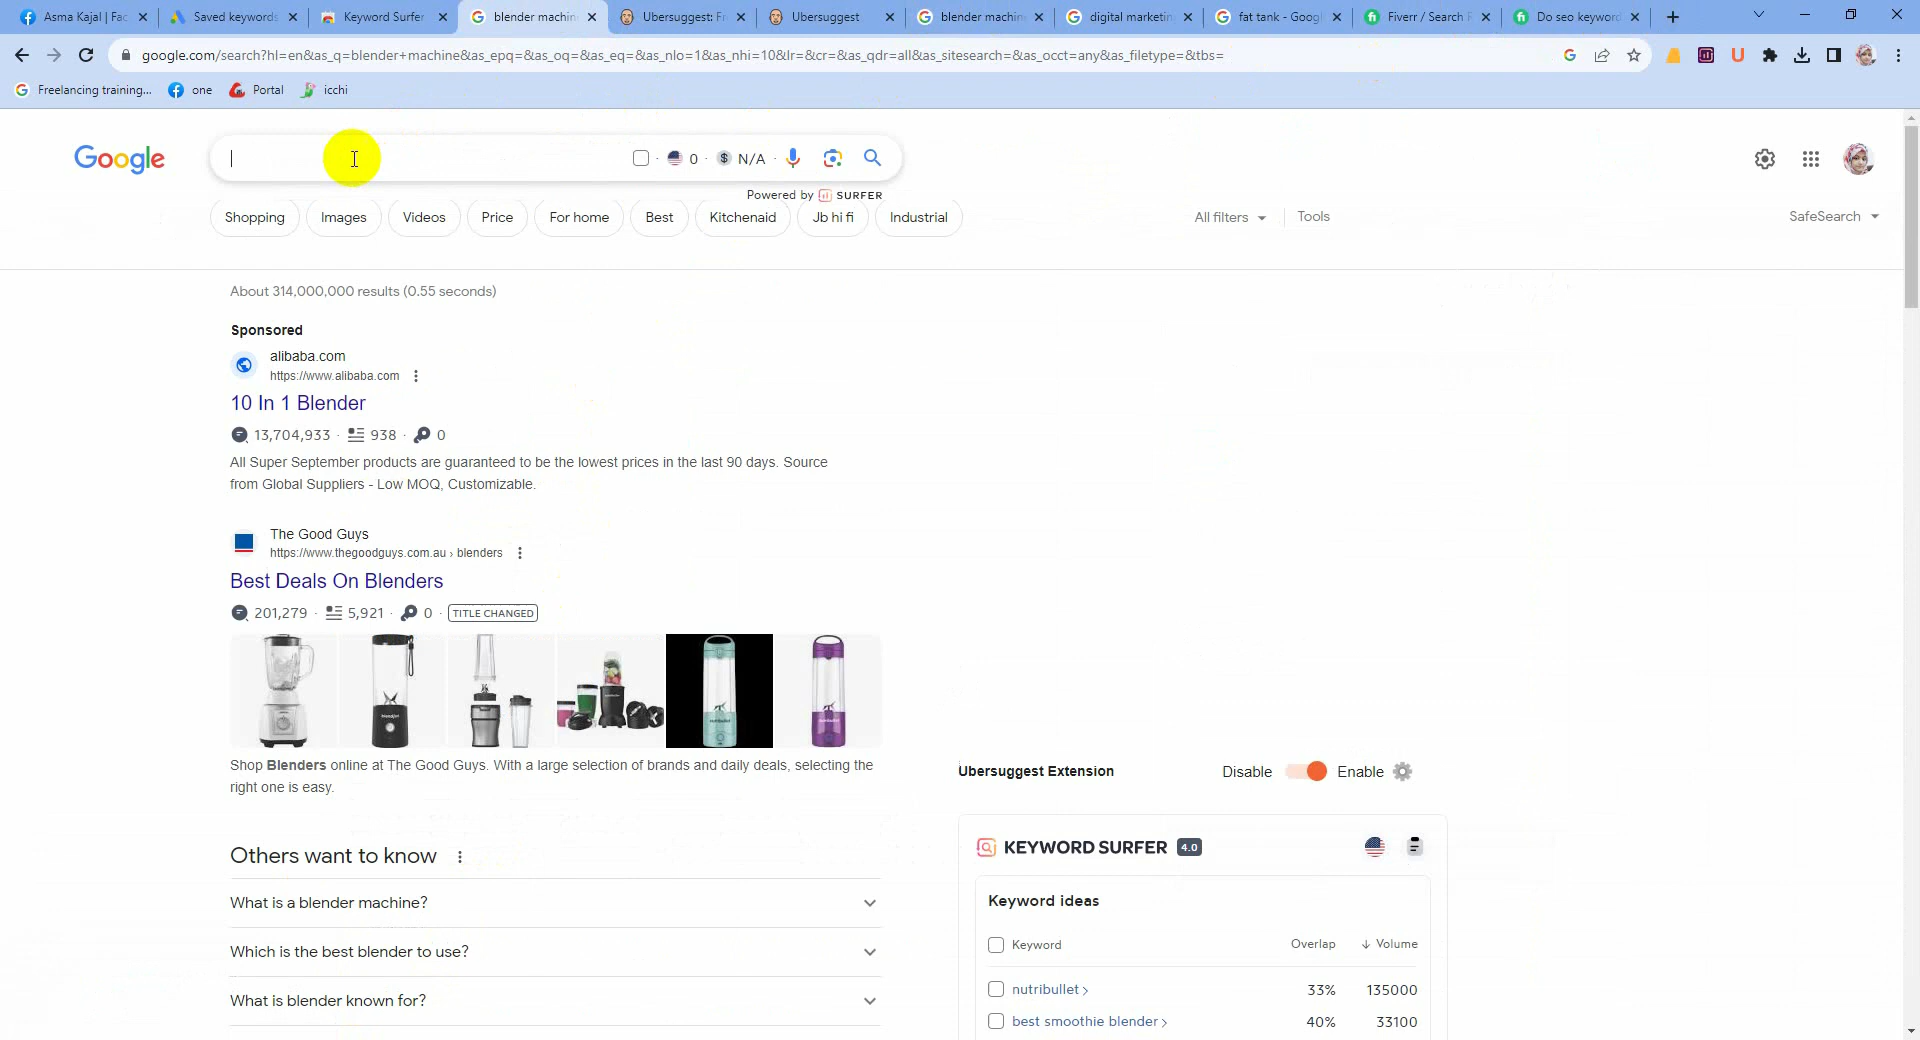 Asma Kajal | Fac
Saved keywords
Keyword Surfer
blender machin
Ubersuggest: Fr
Ubersuggest
blender machin
digital marketin
fat tank - Googl
Fiverr / Search R
Do seo keyword
google.com/search?hl=en&as_q=blender+machine&as_epq=&as_oq=&as_eq=&as_nlo=1&as_nhi=10&lr=&cr=&as_qdr=all&as_sitesearch=&as_occt=any&as_filetype=&tbs=
Freelancing training...
one
Portal
icchi
Google
0 · $ N/A ·
Powered by SURFER
Shopping
Images
Videos
Price
For home
Best
Kitchenaid
Jb hi fi
Industrial
All filters
Tools
SafeSearch
About 314,000,000 results (0.55 seconds)
Sponsored
alibaba.com
https://www.alibaba.com
10 In 1 Blender
13,704,933 · 938 · 0
All Super September products are guaranteed to be the lowest prices in the last 90 days. Source
from Global Suppliers - Low MOQ, Customizable.
The Good Guys
https://www.thegoodguys.com.au › blenders
Best Deals On Blenders
201,279 · 5,921 · 0 · TITLE CHANGED
Shop Blenders online at The Good Guys. With a large selection of brands and daily deals, selecting the
right one is easy.
Others want to know
What is a blender machine?
Which is the best blender to use?
What is blender known for?
Ubersuggest Extension
Disable
Enable
KEYWORD SURFER 4.0
Keyword ideas
Keyword
Overlap
↓ Volume
nutribullet >
33%
135000
best smoothie blender >
40%
33100